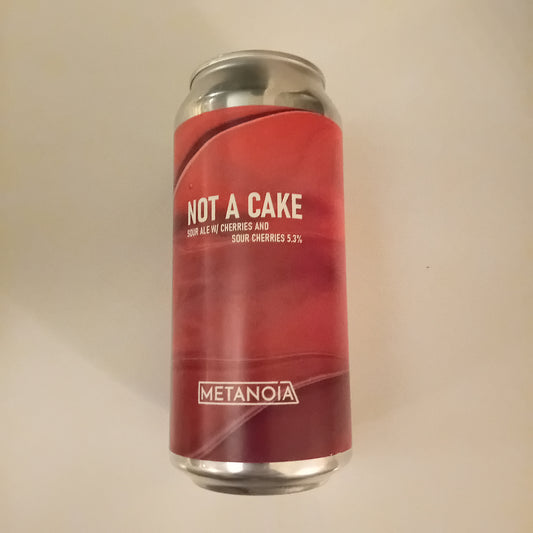 NOT A CAKE
SOUR ALE W/ CHERRIES AND
SOUR CHERRIES 5.3%
METANOIA